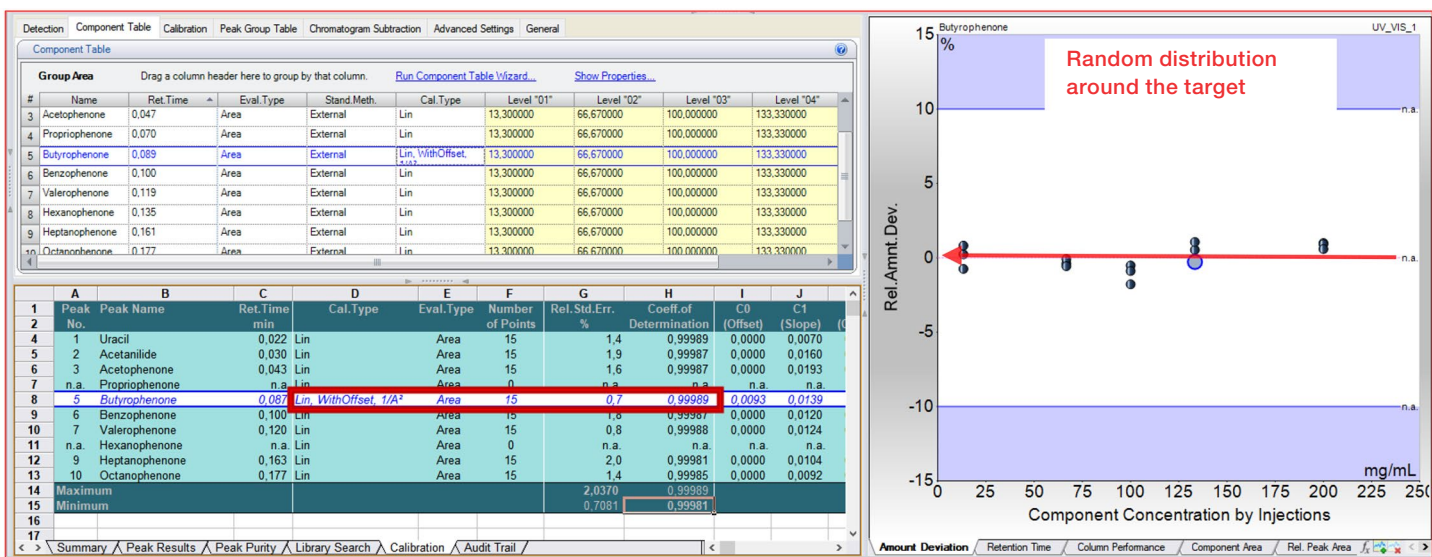 Detection Component Table Calibration Peak Group Table Chromatogram Subtraction Advanced Settings General
Component Table
Group Area Drag a column header here to group by that column. Run Component Table Wizard... Show Properties...
# Name Ret.Time Eval.Type Stand.Meth. Cal.Type Level "01" Level "02" Level "03" Level "04"
3 Acetophenone 0,047 Area External Lin 13,300000 66,670000 100,000000 133,330000
4 Propriophenone 0,070 Area External Lin 13,300000 66,670000 100,000000 133,330000
5 Butyrophenone 0,089 Area External Lin, WithOffset, 13,300000 66,670000 100,000000 133,330000
6 Benzophenone 0,100 Area External Lin 13,300000 66,670000 100,000000 133,330000
7 Valerophenone 0,119 Area External Lin 13,300000 66,670000 100,000000 133,330000
8 Hexanophenone 0,135 Area External Lin 13,300000 66,670000 100,000000 133,330000
9 Heptanophenone 0,161 Area External Lin 13,300000 66,670000 100,000000 133,330000
10 Octanophenone 0,177 Area External Lin 13,300000 66,670000 100,000000 133,330000
A B C D E F G H I J
1 Peak Peak Name Ret.Time Cal.Type Eval.Type Number Rel.Std.Err. Coeff.of C0 C1
2 No. min of Points % Determination (Offset) (Slope)
4 1 Uracil 0,022 Lin Area 15 1,4 0,99989 0,0000 0,0070
5 2 Acetanilide 0,030 Lin Area 15 1,9 0,99987 0,0000 0,0160
6 3 Acetophenone 0,043 Lin Area 15 1,6 0,99987 0,0000 0,0193
7 n.a. Propriophenone n.a. Lin Area 0 n.a. n.a. n.a. n.a.
8 5 Butyrophenone 0,087 Lin, WithOffset, 1/A² Area 15 0,7 0,99989 0,0093 0,0139
9 6 Benzophenone 0,100 Lin Area 15 1,8 0,99987 0,0000 0,0120
10 7 Valerophenone 0,120 Lin Area 15 0,8 0,99988 0,0000 0,0124
11 n.a. Hexanophenone n.a. Lin Area 0 n.a. n.a. n.a. n.a.
12 9 Heptanophenone 0,163 Lin Area 15 2,0 0,99981 0,0000 0,0104
13 10 Octanophenone 0,177 Lin Area 15 1,4 0,99985 0,0000 0,0092
14 Maximum 2,0370 0,99989
15 Minimum 0,7081 0,99981
16
17
Summary Peak Results Peak Purity Library Search Calibration Audit Trail
Butyrophenone UV_VIS_1
%
Random distribution
around the target
15
10 n.a.
5
0 n.a.
-5
-10 n.a.
-15
Rel.Amnt.Dev.
mg/mL
0 25 50 75 100 125 150 175 200 225 250
Component Concentration by Injections
Amount Deviation Retention Time Column Performance Component Area Rel. Peak Area